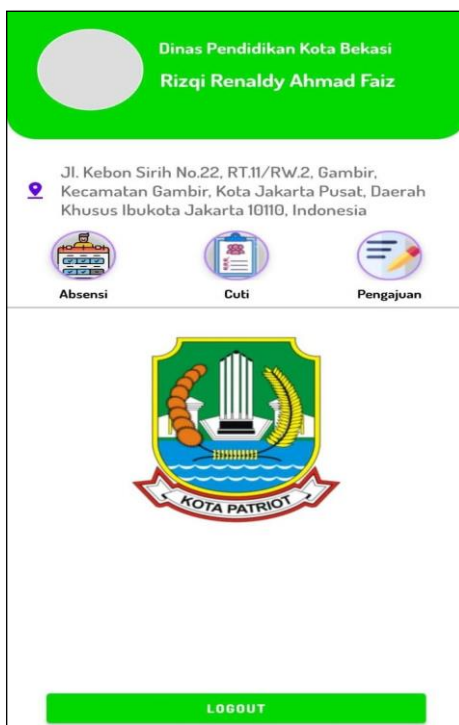 Dinas Pendidikan Kota Bekasi
Rizqi Renaldy Ahmad Faiz
Jl. Kebon Sirih No.22, RT.11/RW.2, Gambir,
Kecamatan Gambir, Kota Jakarta Pusat, Daerah
Khusus Ibukota Jakarta 10110, Indonesia
Absensi
Cuti
Pengajuan
KOTA PATRIOT
LOGOUT